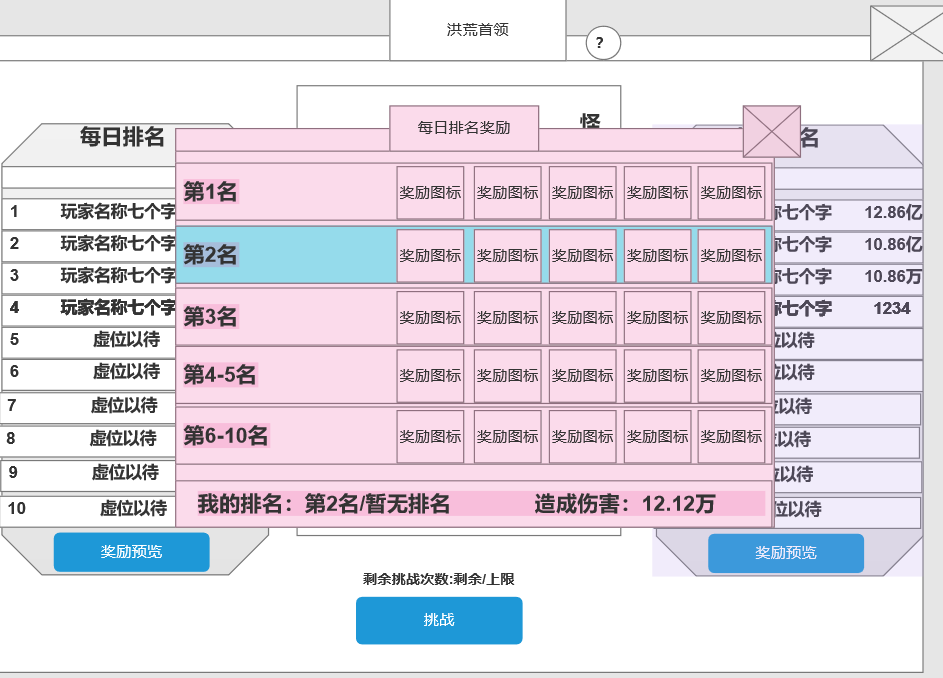 洪荒首领
?
怪
每日排名奖励
每日排名
名
第1名 奖励图标 奖励图标 奖励图标 奖励图标 奖励图标
1 玩家名称七个字
称七个字 12.86亿
2 玩家名称七个字
称七个字 10.86亿
第2名 奖励图标 奖励图标 奖励图标 奖励图标 奖励图标
3 玩家名称七个字
称七个字 10.86万
4 玩家名称七个字
称七个字 1234
第3名 奖励图标 奖励图标 奖励图标 奖励图标 奖励图标
5 虚位以待
位以待
6 虚位以待
位以待
第4-5名 奖励图标 奖励图标 奖励图标 奖励图标 奖励图标
7 虚位以待
位以待
8 虚位以待
以待
第6-10名 奖励图标 奖励图标 奖励图标 奖励图标 奖励图标
9 虚位以待
位以待
10 虚位以待
位以待
我的排名：第2名/暂无排名 造成伤害：12.12万
奖励预览
奖励预览
剩余挑战次数:剩余/上限
挑战